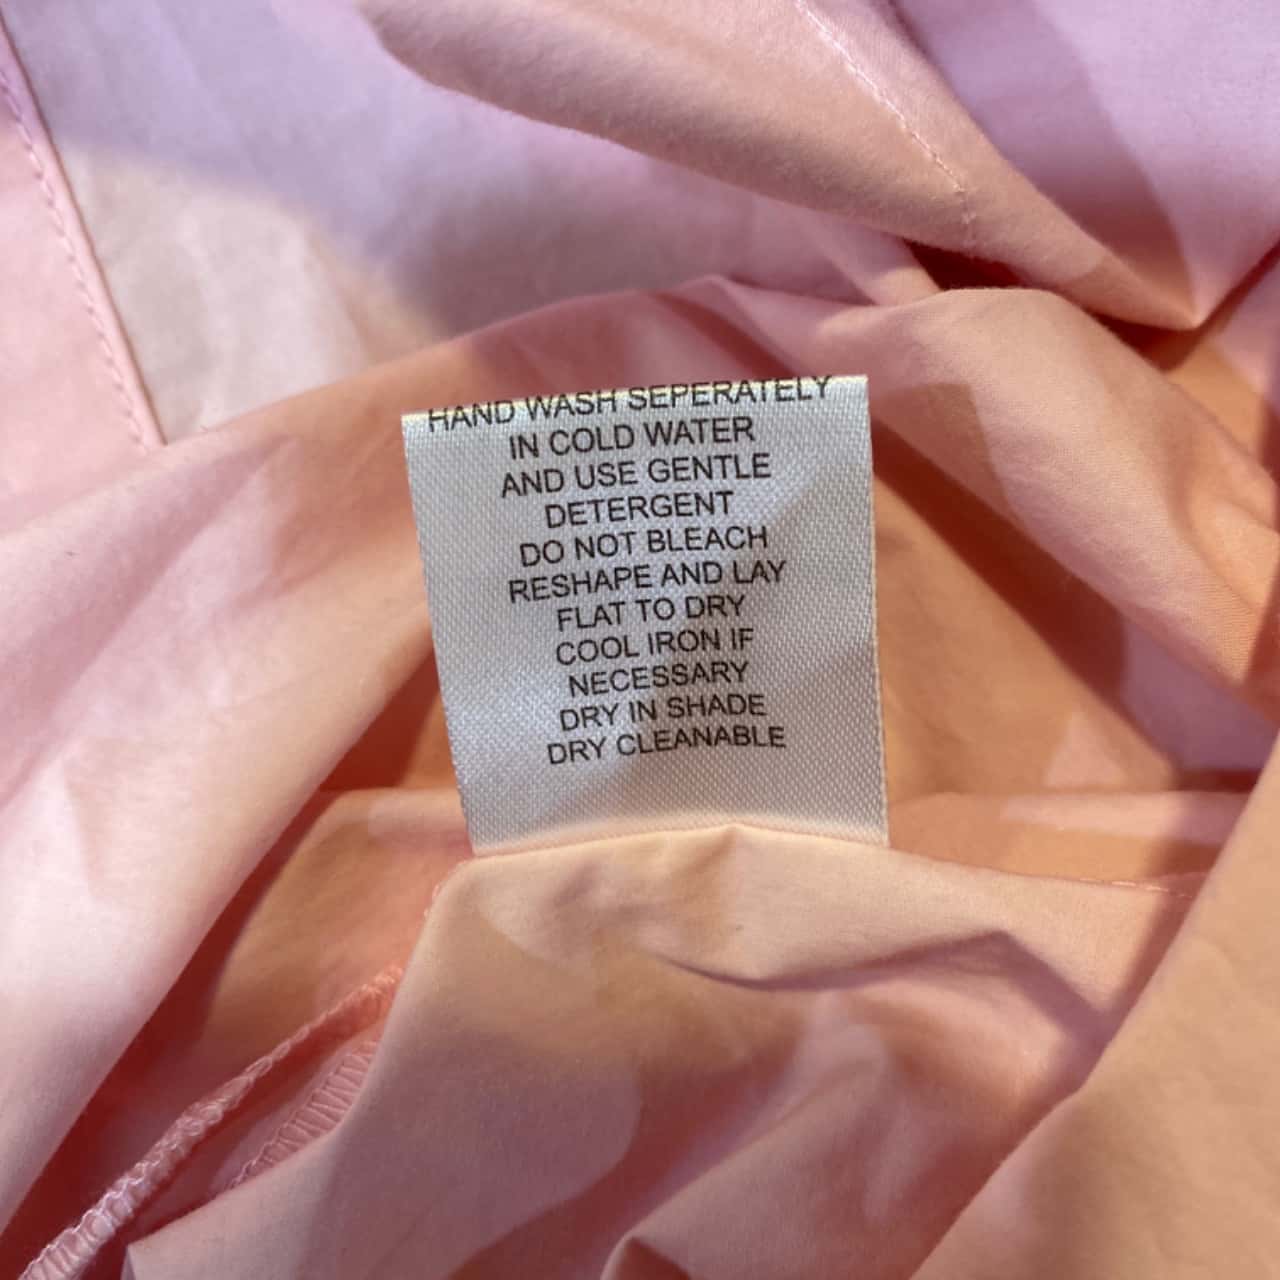 HAND WASH SEPERATELY
IN COLD WATER
AND USE GENTLE
DETERGENT
DO NOT BLEACH
RESHAPE AND LAY
FLAT TO DRY
COOL IRON IF
NECESSARY
DRY IN SHADE
DRY CLEANABLE